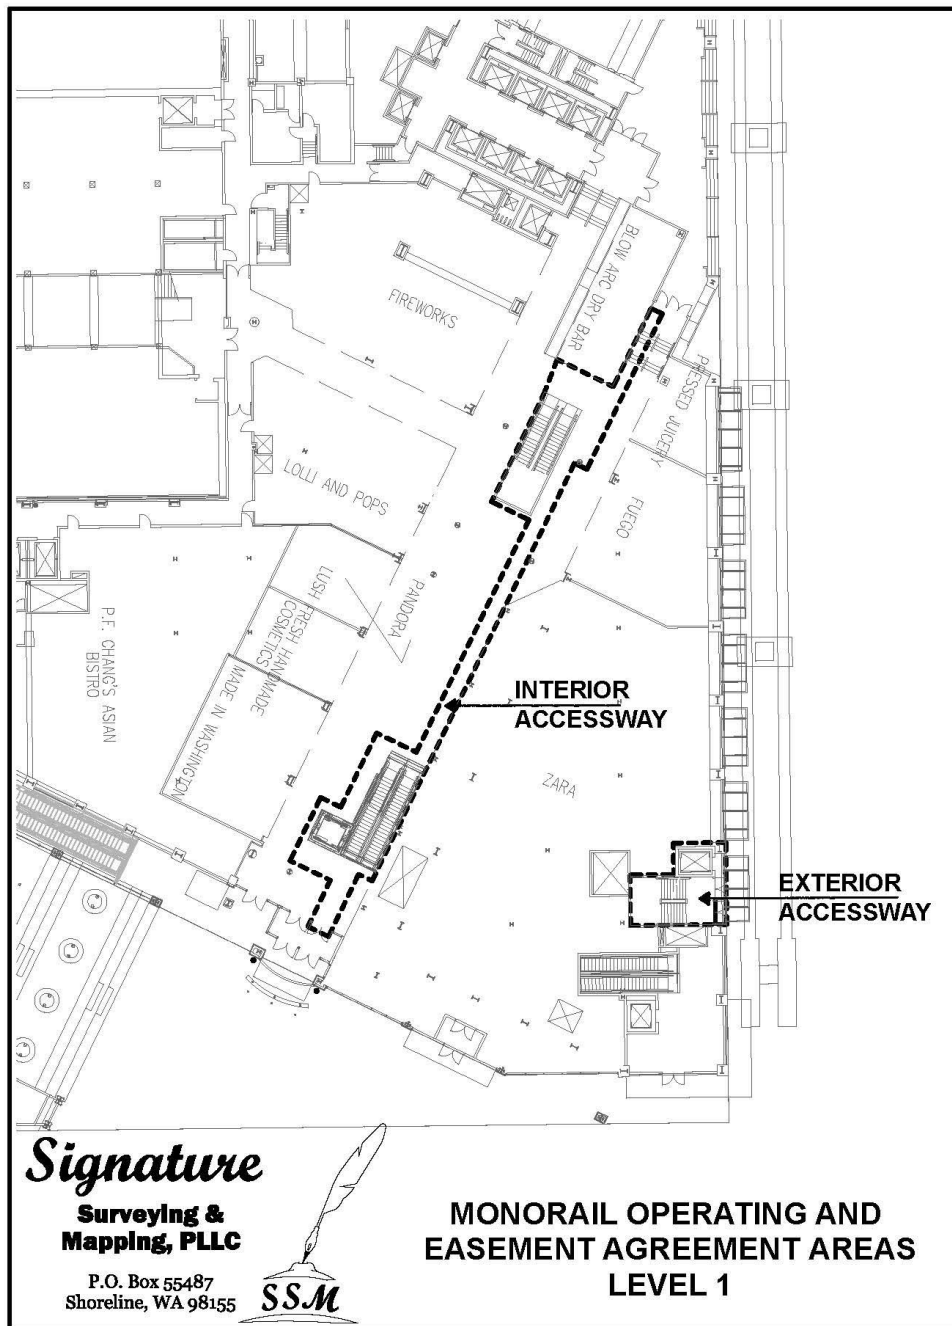 BLOW ARC DRY BAR
FIREWORKS
PRESSED JUICERY
LOLLI AND POPS
FUEGO
LUSH
FRESH HANDMADE
COSMETICS
PANDORA
P.F. CHANG'S ASIAN
BISTRO
MADE IN WASHINGTON
INTERIOR
ACCESSWAY
ZARA
EXTERIOR
ACCESSWAY
Signature
Surveying &
Mapping, PLLC
P.O. Box 55487
Shoreline, WA 98155
SSM
MONORAIL OPERATING AND
EASEMENT AGREEMENT AREAS
LEVEL 1